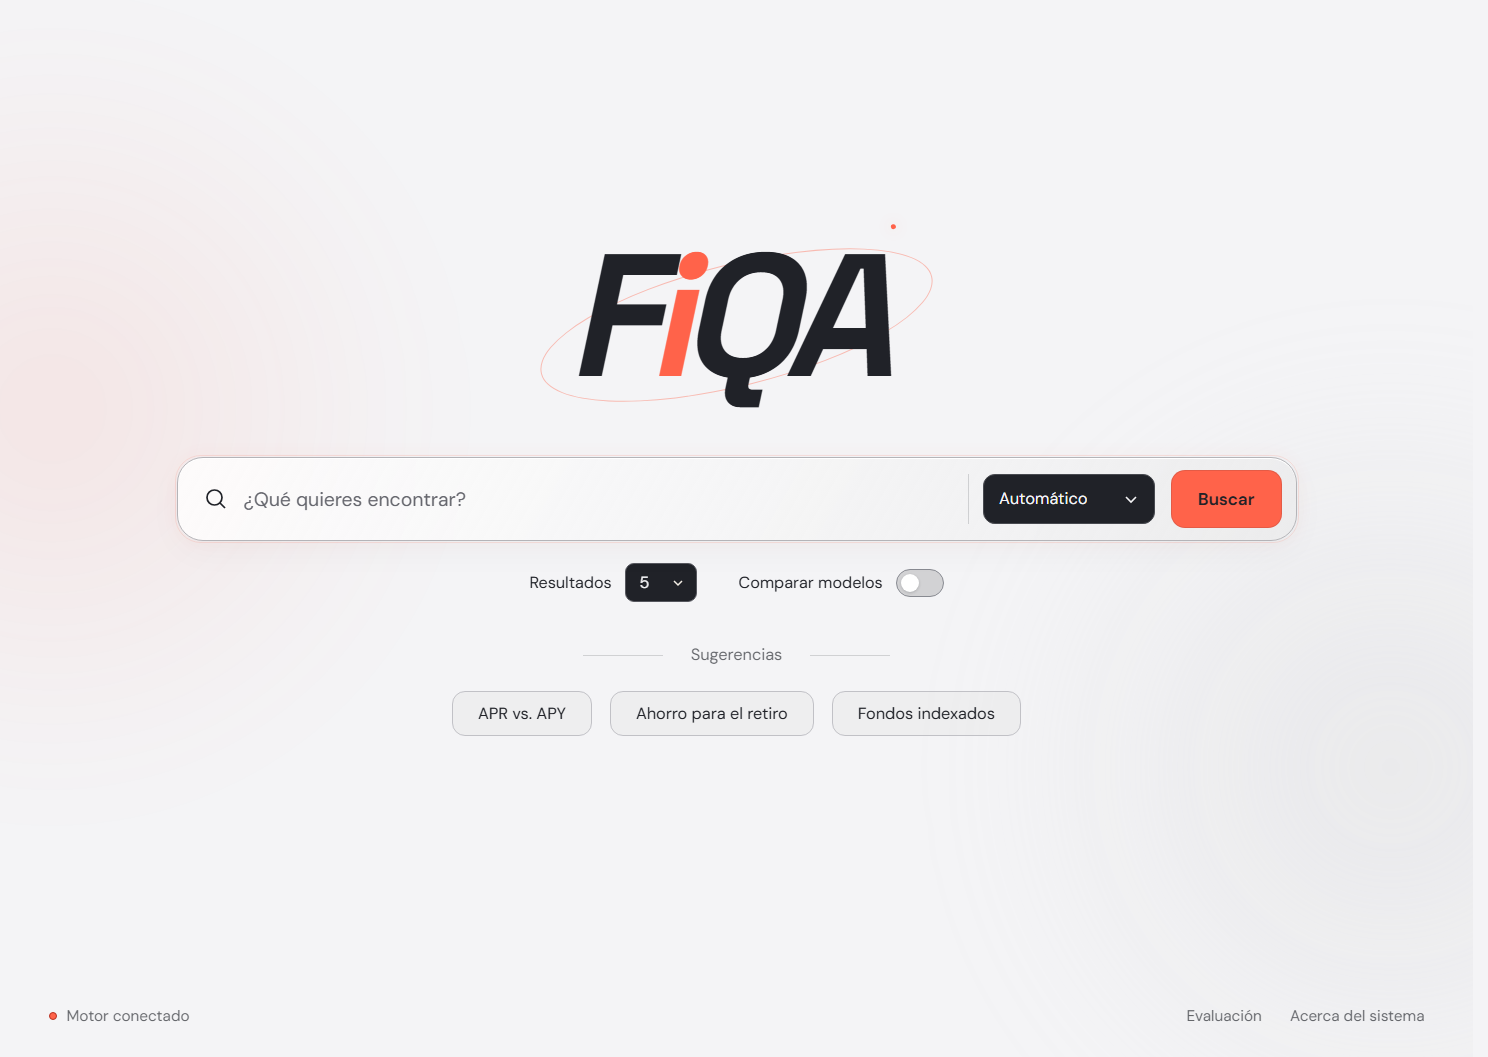 FiQA
¿Qué quieres encontrar?
Automático
Buscar
Resultados
5
Comparar modelos
Sugerencias
APR vs. APY
Ahorro para el retiro
Fondos indexados
Motor conectado
Evaluación
Acerca del sistema